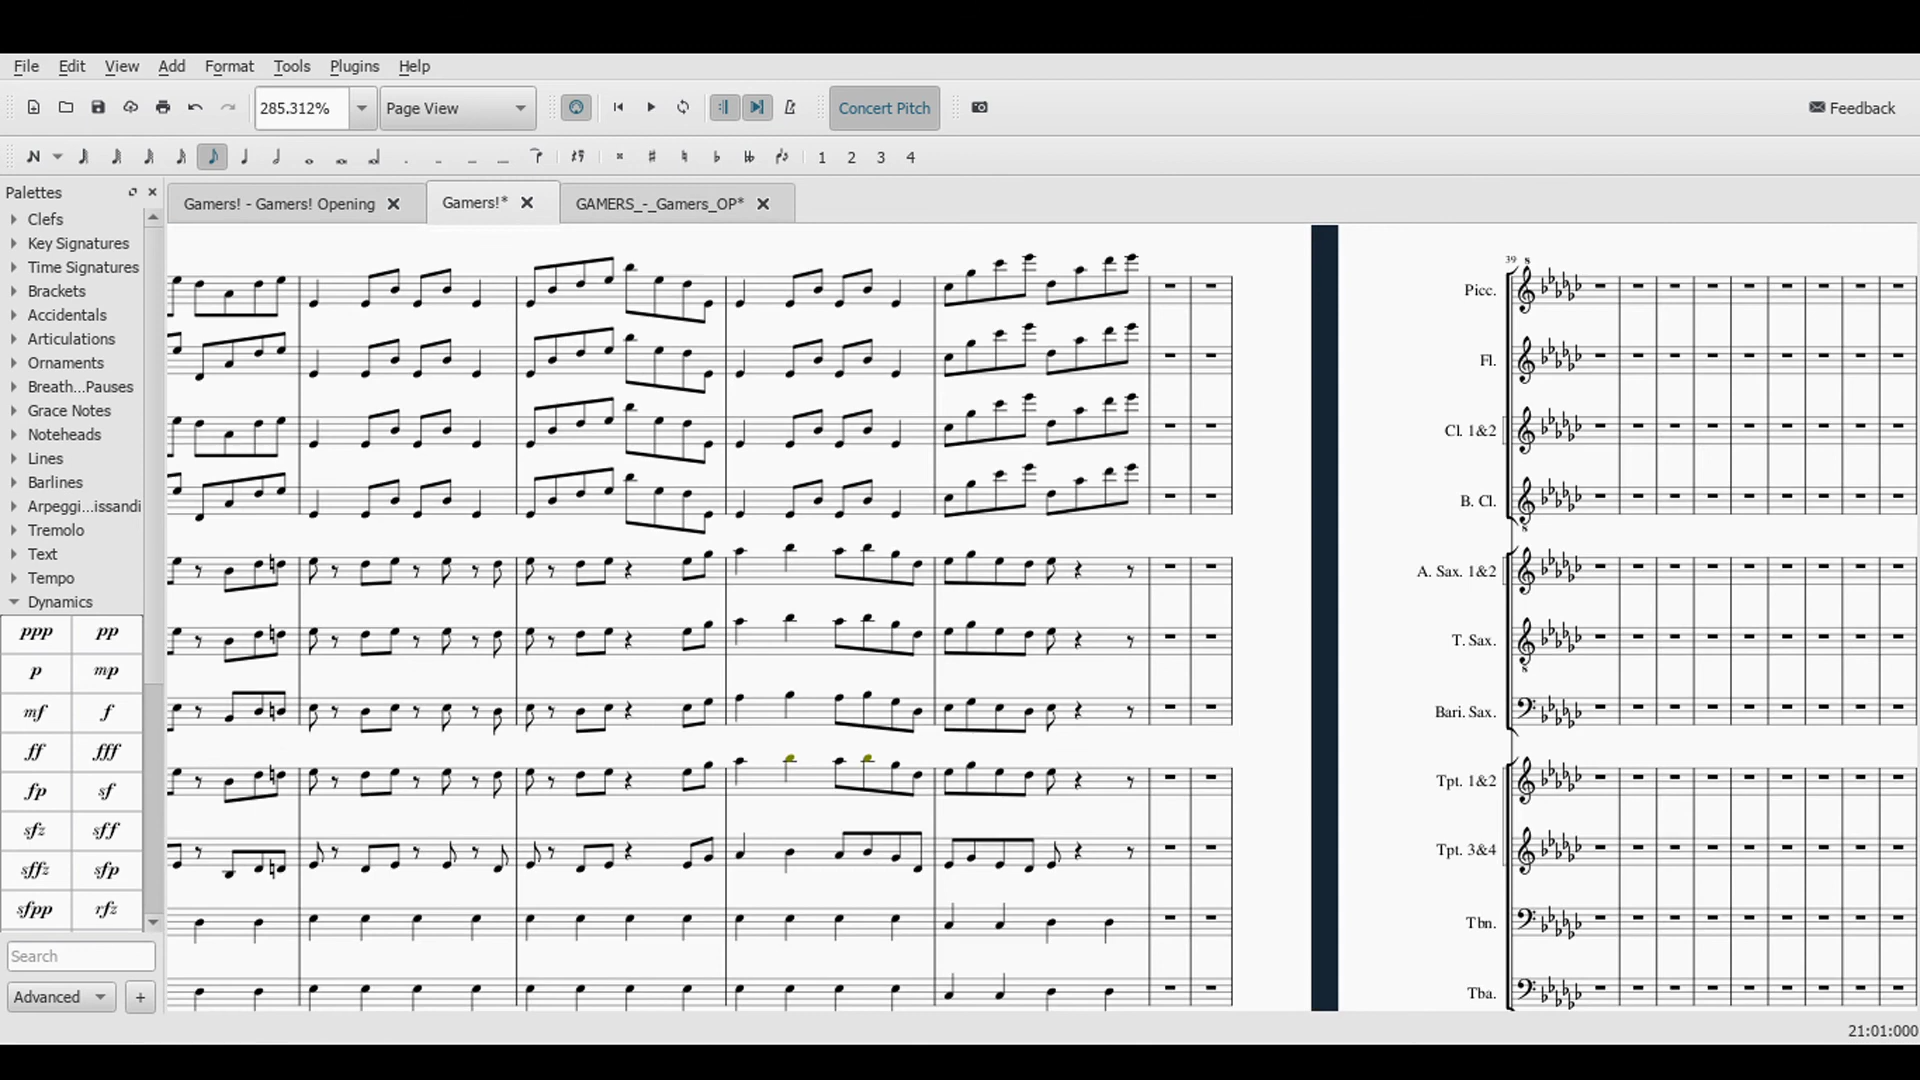 File Edit View Add Format Tools Plugins Help
285.312% Page View Concert Pitch Feedback
1 2 3 4
Palettes
Gamers! - Gamers! Opening Gamers!* GAMERS_-_Gamers_OP*
Clefs
Key Signatures
Time Signatures
Brackets
Accidentals
Articulations
Ornaments
Breath...Pauses
Grace Notes
Noteheads
Lines
Barlines
Arpeggi...issandi
Tremolo
Text
Tempo
Dynamics
ppp pp
p mp
mf f
ff fff
fp sf
sfz sff
sffz sfp
sfpp rfz
Search
Advanced +
39
8
Picc.
Fl.
Cl. 1&2
B. Cl.
8
A. Sax. 1&2
T. Sax.
8
Bari. Sax.
Tpt. 1&2
Tpt. 3&4
Tbn.
Tba.
21:01:000